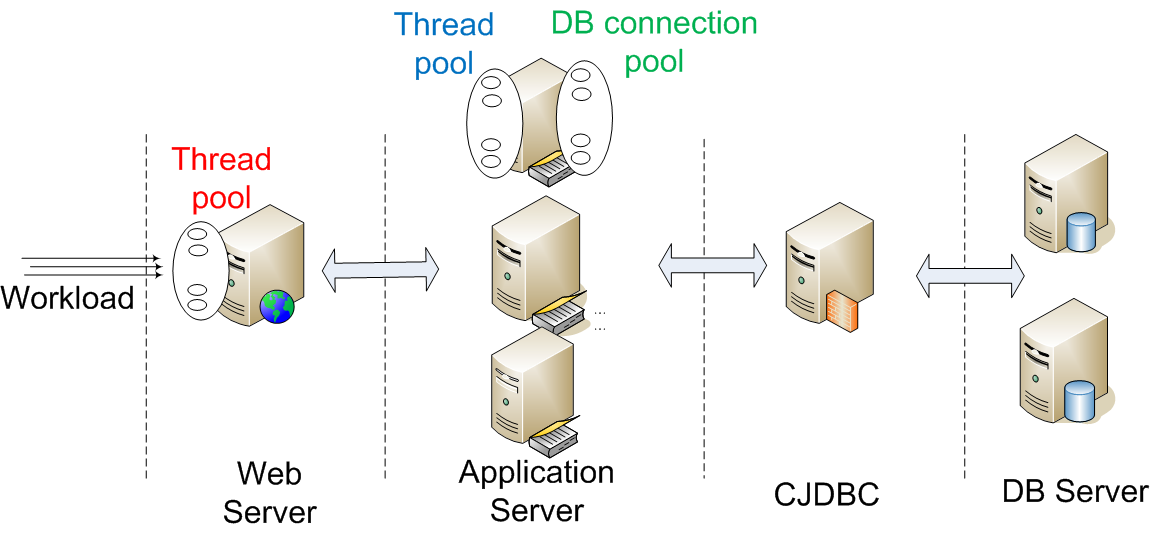 Thread
pool
DB connection
pool
Thread
pool
Workload
...
...
Web
Server
Application
Server
CJDBC
DB Server